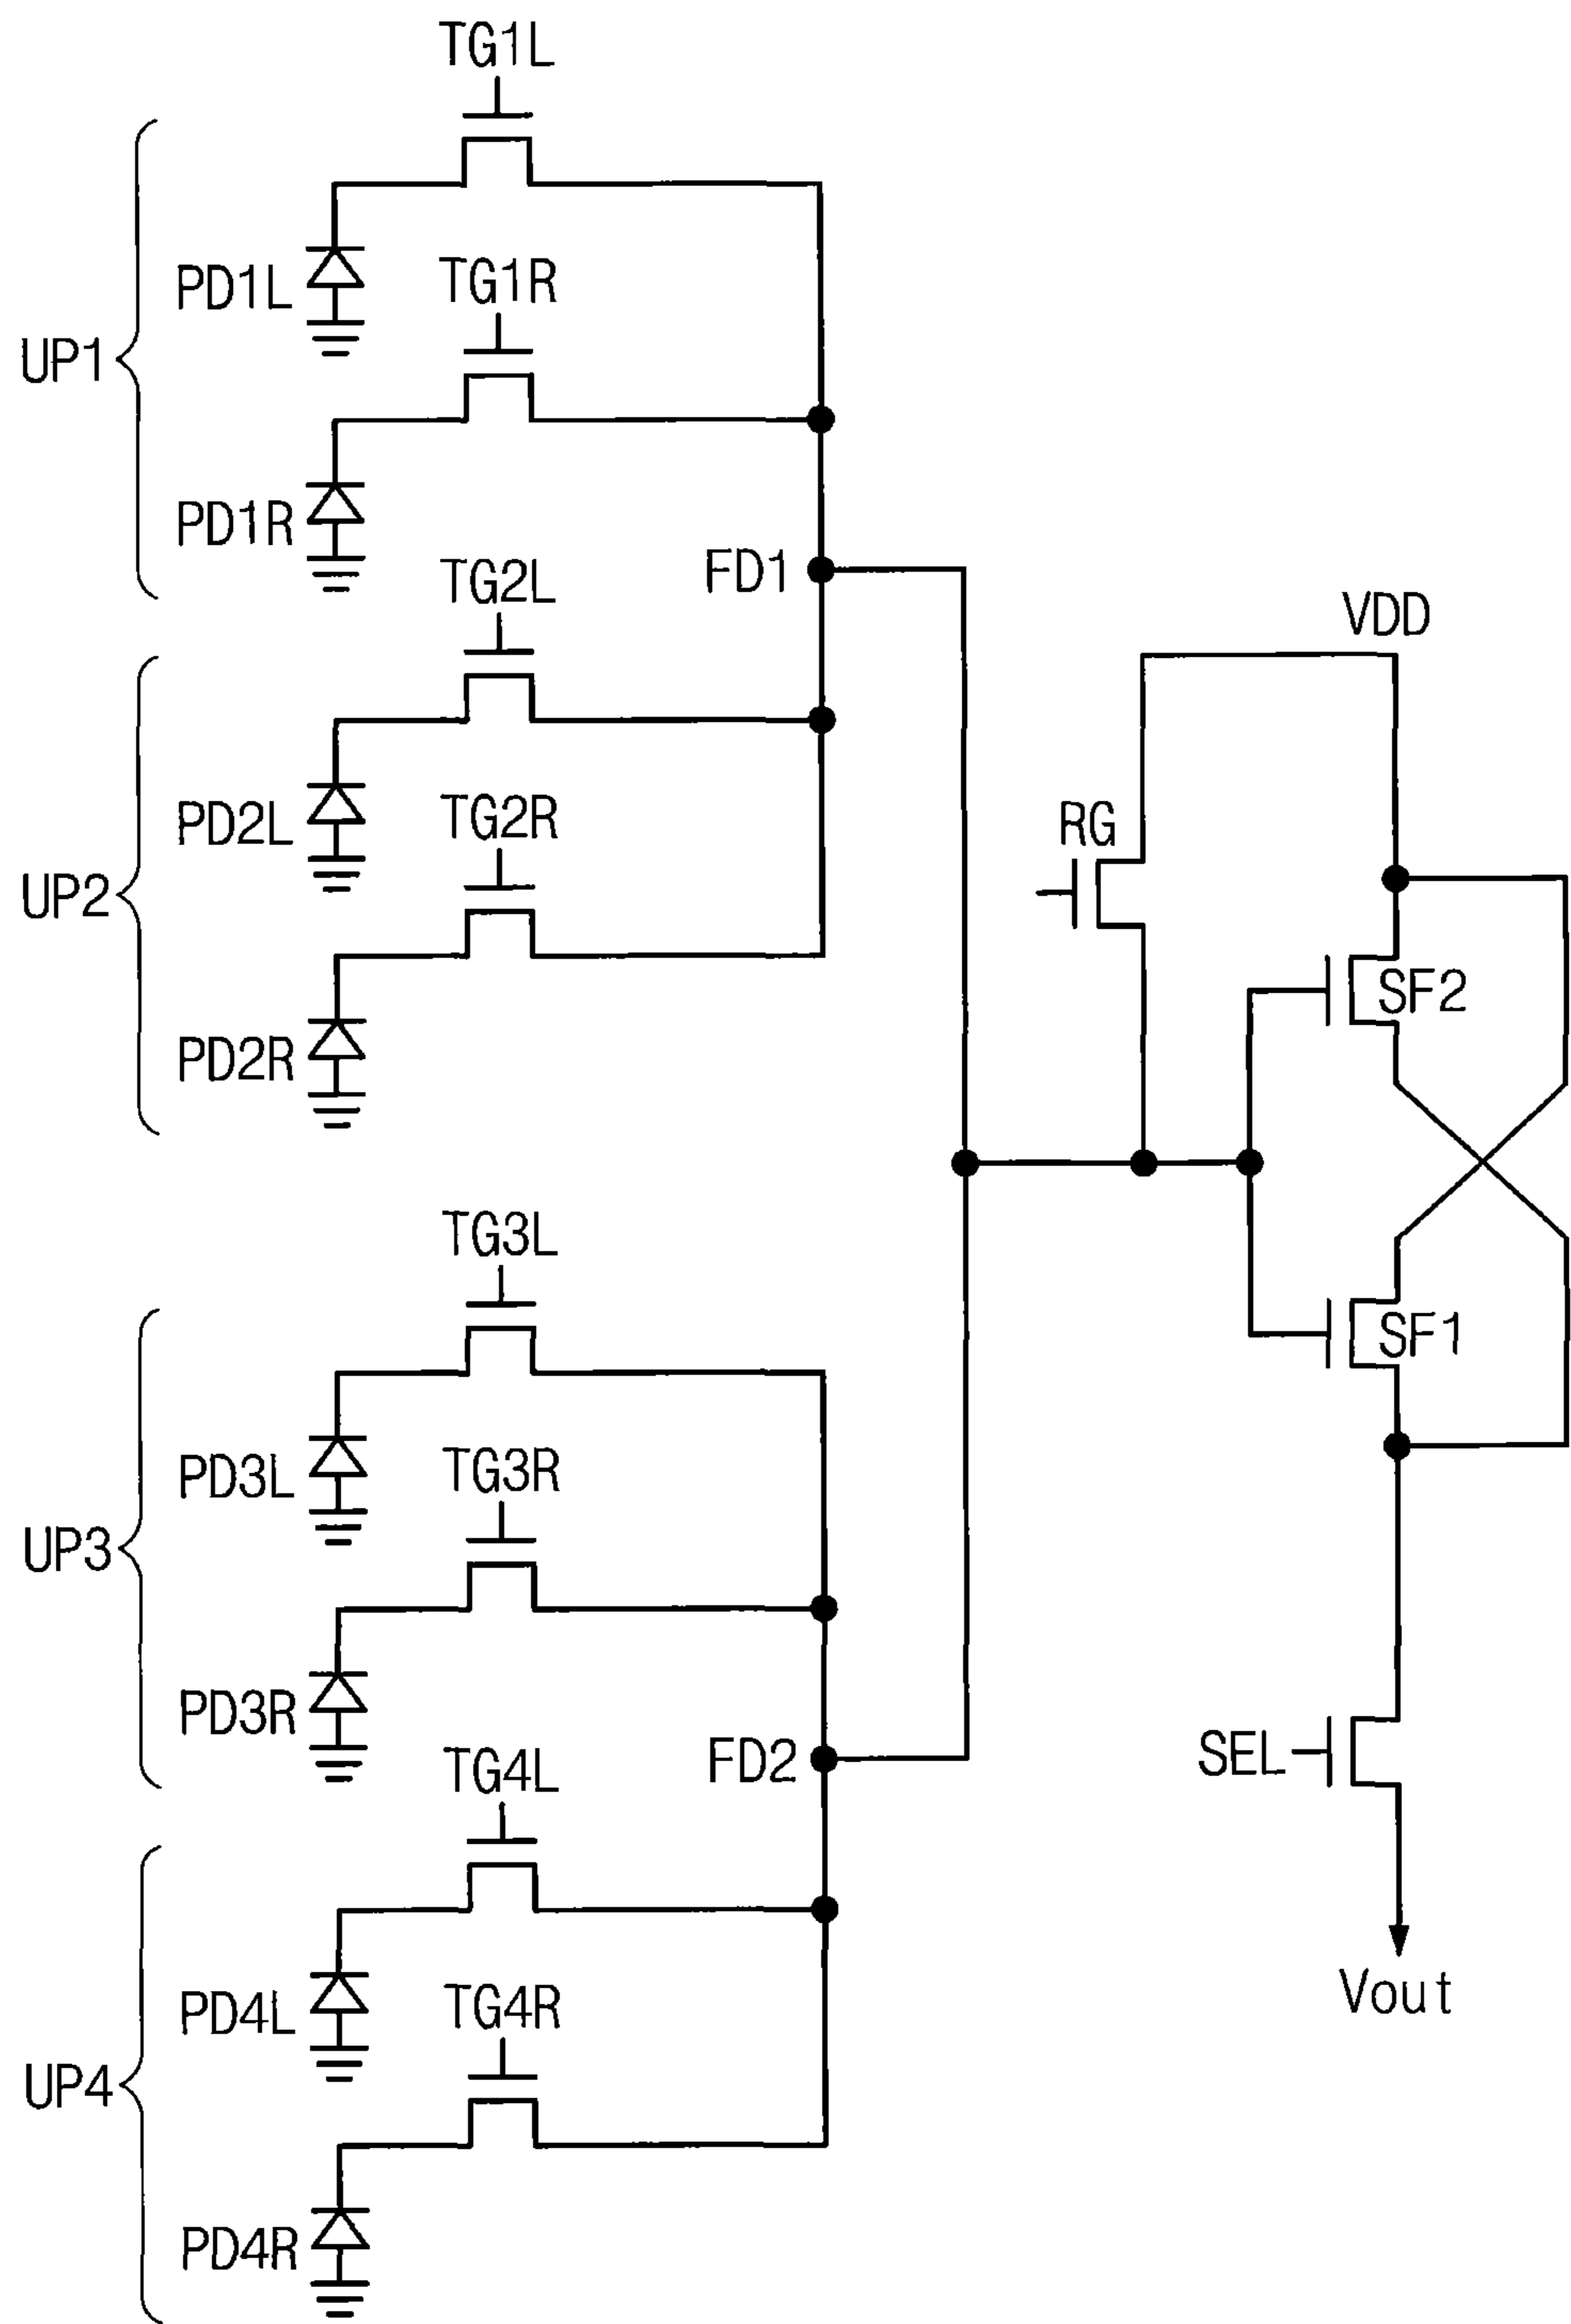 TG1L
PD1L
TG1R
UP1
PD1R
TG2L
FD1
VDD
PD2L
TG2R
RG
UP2
SF2
PD2R
TG3L
SF1
PD3L
TG3R
UP3
PD3R
TG4L
FD2
SEL
PD4L
TG4R
Vout
UP4
PD4R